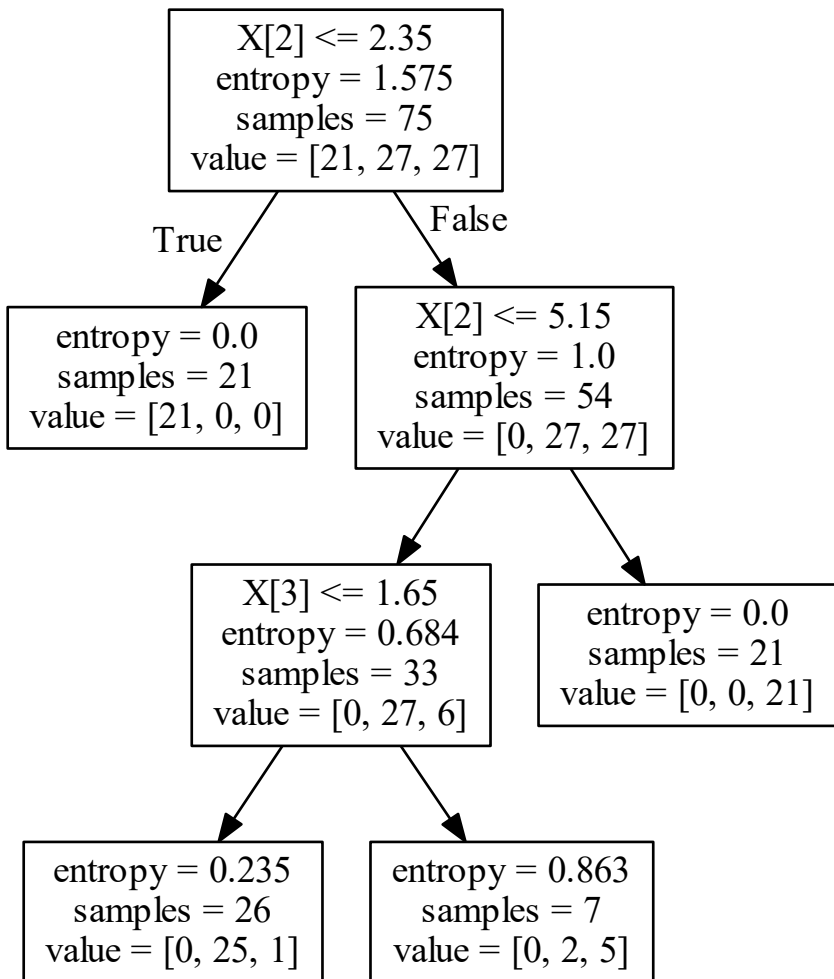 X[2] <= 2.35
entropy = 1.575
samples = 75
value = [21, 27, 27]
True
False
entropy = 0.0
samples = 21
value = [21, 0, 0]
X[2] <= 5.15
entropy = 1.0
samples = 54
value = [0, 27, 27]
X[3] <= 1.65
entropy = 0.684
samples = 33
value = [0, 27, 6]
entropy = 0.0
samples = 21
value = [0, 0, 21]
entropy = 0.235
samples = 26
value = [0, 25, 1]
entropy = 0.863
samples = 7
value = [0, 2, 5]